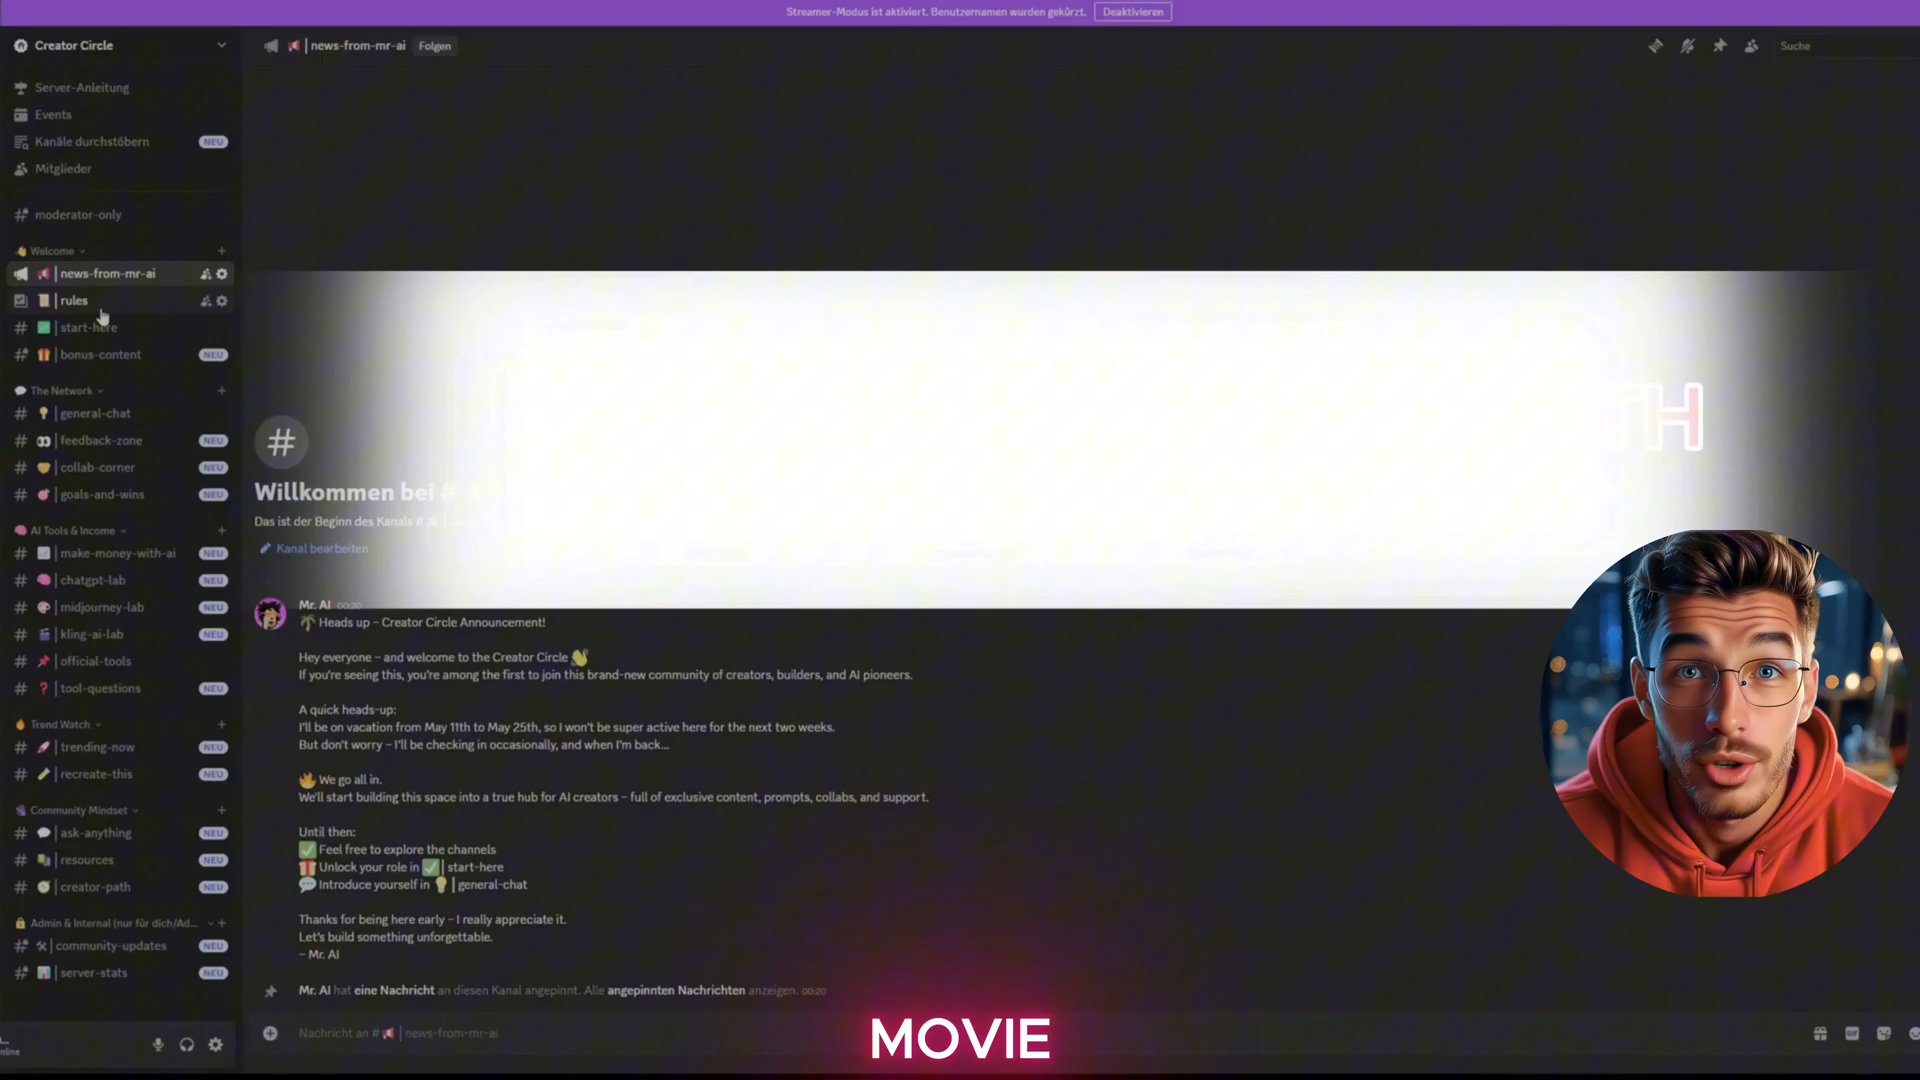 Streamer-Modus ist aktiviert. Benutzernamen wurden gekürzt. Deaktivieren
Creator Circle
Server-Anleitung
Events
Kanäle durchstöbern NEU
Mitglieder
moderator-only
Welcome
news-from-mr-ai
rules
start-here
bonus-content NEU
The Network
general-chat
feedback-zone NEU
collab-corner NEU
goals-and-wins NEU
AI Tools & Income
make-money-with-ai NEU
chatgpt-lab NEU
midjourney-lab NEU
kling-ai-lab NEU
official-tools
tool-questions NEU
Trend Watch
trending-now NEU
recreate-this NEU
Community Mindset
ask-anything NEU
resources NEU
creator-path NEU
Admin & Internal (nur für dich/Ad...
community-updates NEU
server-stats NEU
news-from-mr-ai Folgen
Suche
H
Willkommen bei #
Das ist der Beginn des Kanals #
Kanal bearbeiten
Mr. AI 00:20
Heads up – Creator Circle Announcement!
Hey everyone – and welcome to the Creator Circle
If you're seeing this, you're among the first to join this brand-new community of creators, builders, and AI pioneers.
A quick heads-up:
I'll be on vacation from May 11th to May 25th, so I won't be super active here for the next two weeks.
But don't worry – I'll be checking in occasionally, and when I'm back...
We go all in.
We'll start building this space into a true hub for AI creators – full of exclusive content, prompts, collabs, and support.
Until then:
Feel free to explore the channels
Unlock your role in | start-here
Introduce yourself in | general-chat
Thanks for being here early – I really appreciate it.
Let's build something unforgettable.
– Mr. AI
Mr. AI hat eine Nachricht an diesen Kanal angepinnt. Alle angepinnten Nachrichten anzeigen. 00:20
Nachricht an # | news-from-mr-ai
MOVIE